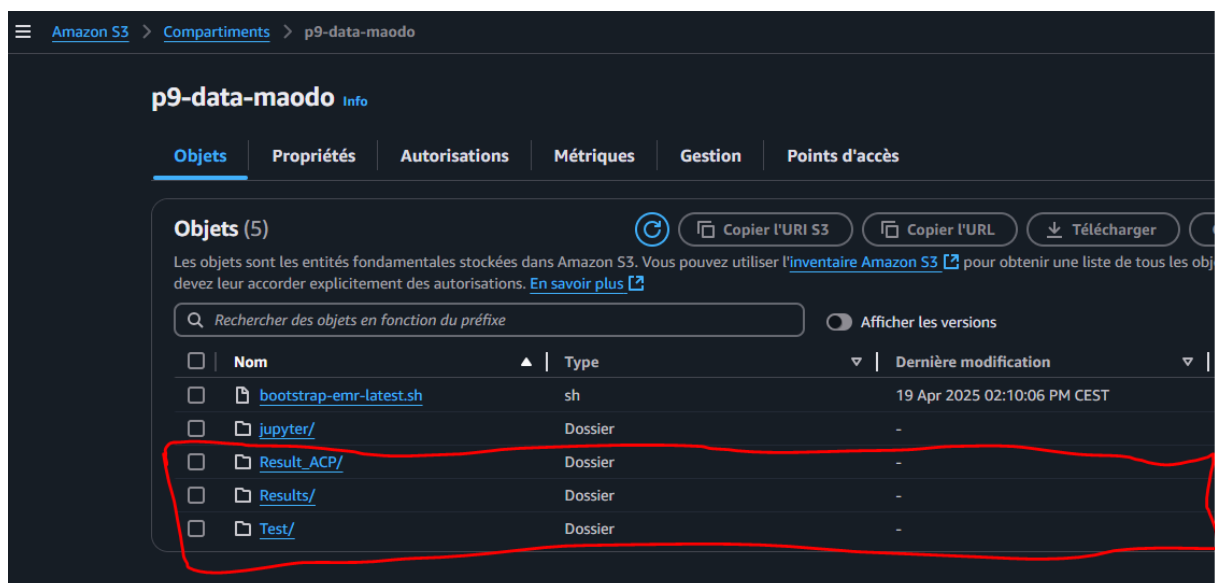 Amazon S3 > Compartiments > p9-data-maodo
p9-data-maodo Info
Objets Propriétés Autorisations Métriques Gestion Points d'accès
Objets (5) Copier l'URI S3 Copier l'URL Télécharger
Les objets sont les entités fondamentales stockées dans Amazon S3. Vous pouvez utiliser l'inventaire Amazon S3 pour obtenir une liste de tous les obj
devez leur accorder explicitement des autorisations. En savoir plus
Rechercher des objets en fonction du préfixe Afficher les versions
Nom Type Dernière modification
bootstrap-emr-latest.sh sh 19 Apr 2025 02:10:06 PM CEST
jupyter/ Dossier -
Result_ACP/ Dossier -
Results/ Dossier -
Test/ Dossier -